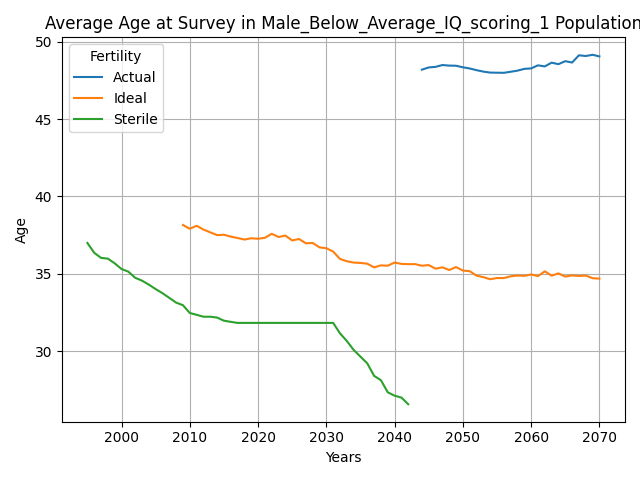 Average Age at Survey in Male_Below_Average_IQ_scoring_1 Population
Fertility
Actual
Ideal
Sterile
50
45
40
35
30
Age
2000
2010
2020
2030
2040
2050
2060
2070
Years